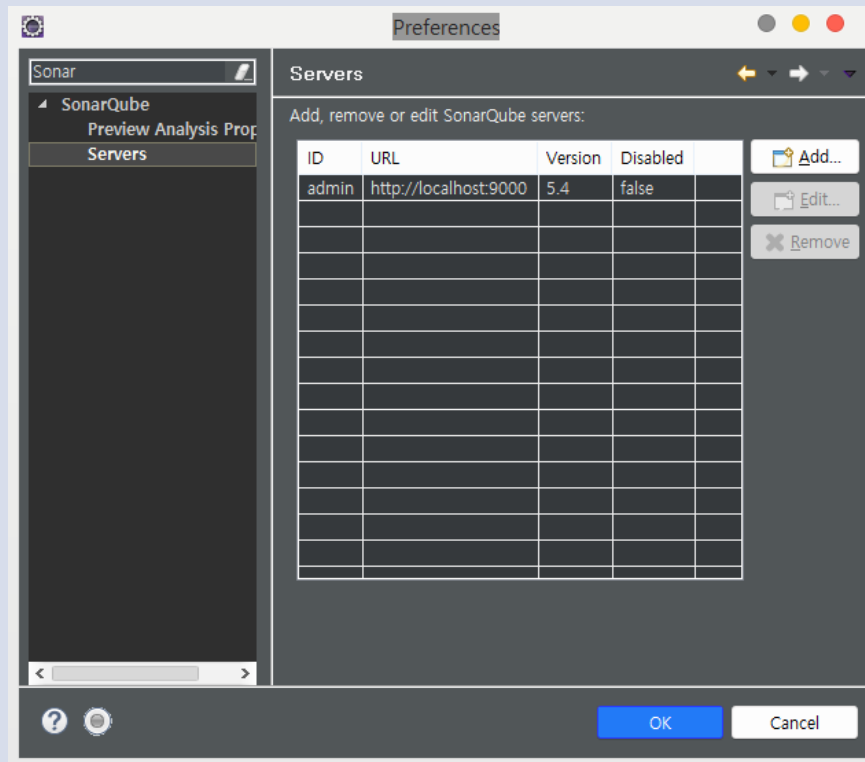 Preferences
Sonar
SonarQube
Preview Analysis Prop
Servers
Servers
Add, remove or edit SonarQube servers:
ID URL Version Disabled
admin http://localhost:9000 5.4 false
Add...
Edit...
Remove
OK
Cancel